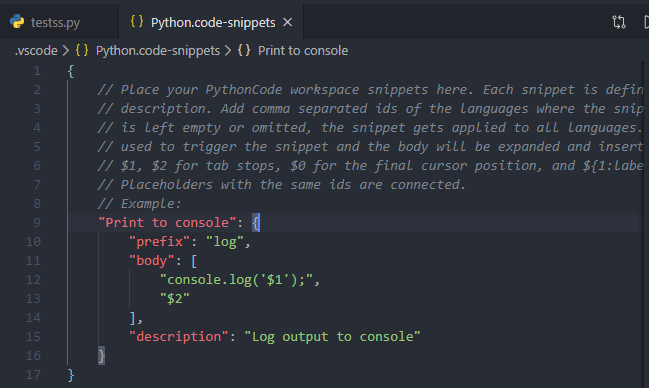 testss.py
{} Python.code-snippets ×
.vscode > {} Python.code-snippets > {} Print to console
1 {
2 // Place your PythonCode workspace snippets here. Each snippet is defin
3 // description. Add comma separated ids of the languages where the snip
4 // is left empty or omitted, the snippet gets applied to all languages.
5 // used to trigger the snippet and the body will be expanded and insert
6 // $1, $2 for tab stops, $0 for the final cursor position, and ${1:labe
7 // Placeholders with the same ids are connected.
8 // Example:
9 "Print to console": {
10 "prefix": "log",
11 "body": [
12 "console.log('$1');",
13 "$2"
14 ],
15 "description": "Log output to console"
16 }
17 }